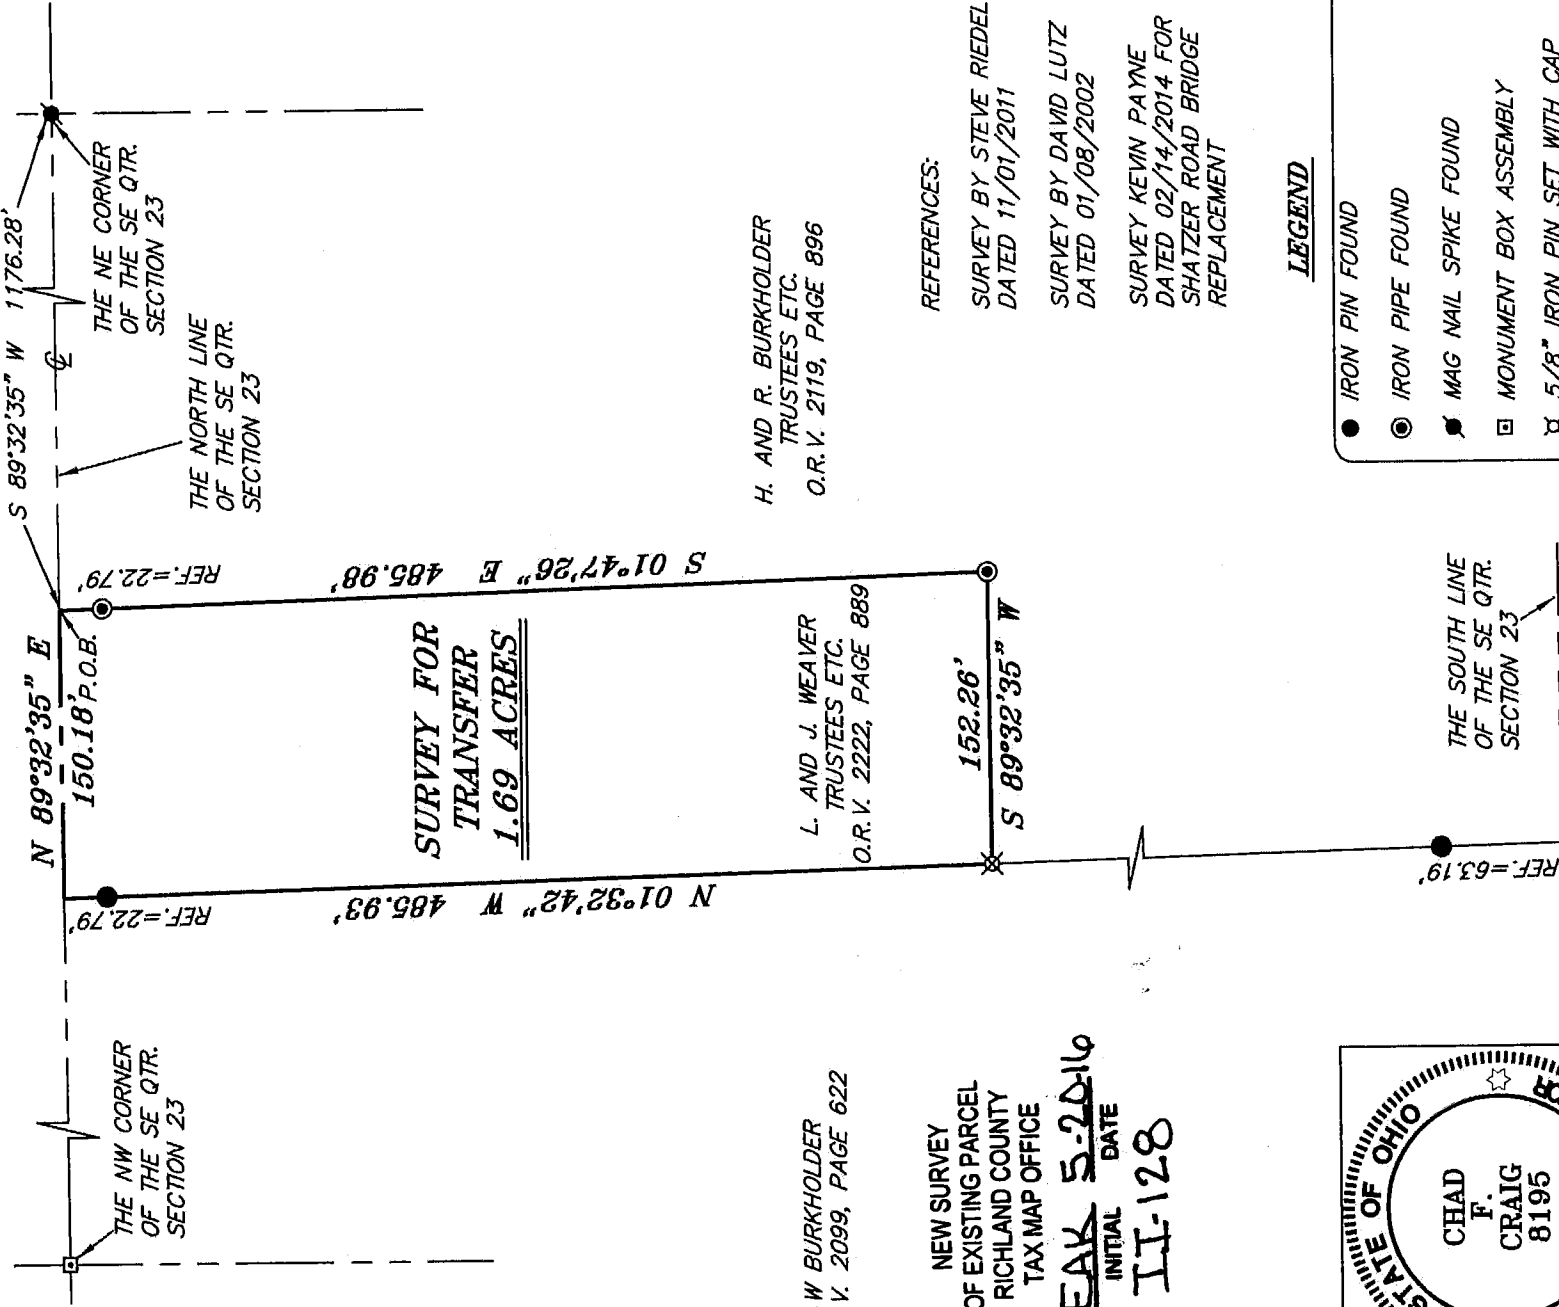 S 89°32'35" W 1176.28'
THE NE CORNER
OF THE SE QTR.
SECTION 23
THE NORTH LINE
OF THE SE QTR.
SECTION 23
N 89°32'35" E
150.18'
P.O.B.
REF.=22.79'
S 01°47'26" E 485.98'
REF.=22.79'
N 01°32'42" W 485.93'
SURVEY FOR
TRANSFER
1.69 ACRES
L. AND J. WEAVER
TRUSTEES ETC.
O.R.V. 2222, PAGE 889
152.26'
S 89°32'35" W
REF.=63.19'
THE NW CORNER
OF THE SE QTR.
SECTION 23
H. AND R. BURKHOLDER
TRUSTEES ETC.
O.R.V. 2119, PAGE 896
W BURKHOLDER
V. 2099, PAGE 622
NEW SURVEY
OF EXISTING PARCEL
RICHLAND COUNTY
TAX MAP OFFICE
EAK 5-20-16
INITIAL DATE
II-128
THE SOUTH LINE
OF THE SE QTR.
SECTION 23
REFERENCES:
SURVEY BY STEVE RIEDEL
DATED 11/01/2011
SURVEY BY DAVID LUTZ
DATED 01/08/2002
SURVEY KEVIN PAYNE
DATED 02/14/2014 FOR
SHATZER ROAD BRIDGE
REPLACEMENT
LEGEND
IRON PIN FOUND
IRON PIPE FOUND
MAG NAIL SPIKE FOUND
MONUMENT BOX ASSEMBLY
5/8" IRON PIN SET WITH CAP
STATE OF OHIO
CHAD
F.
CRAIG
8195